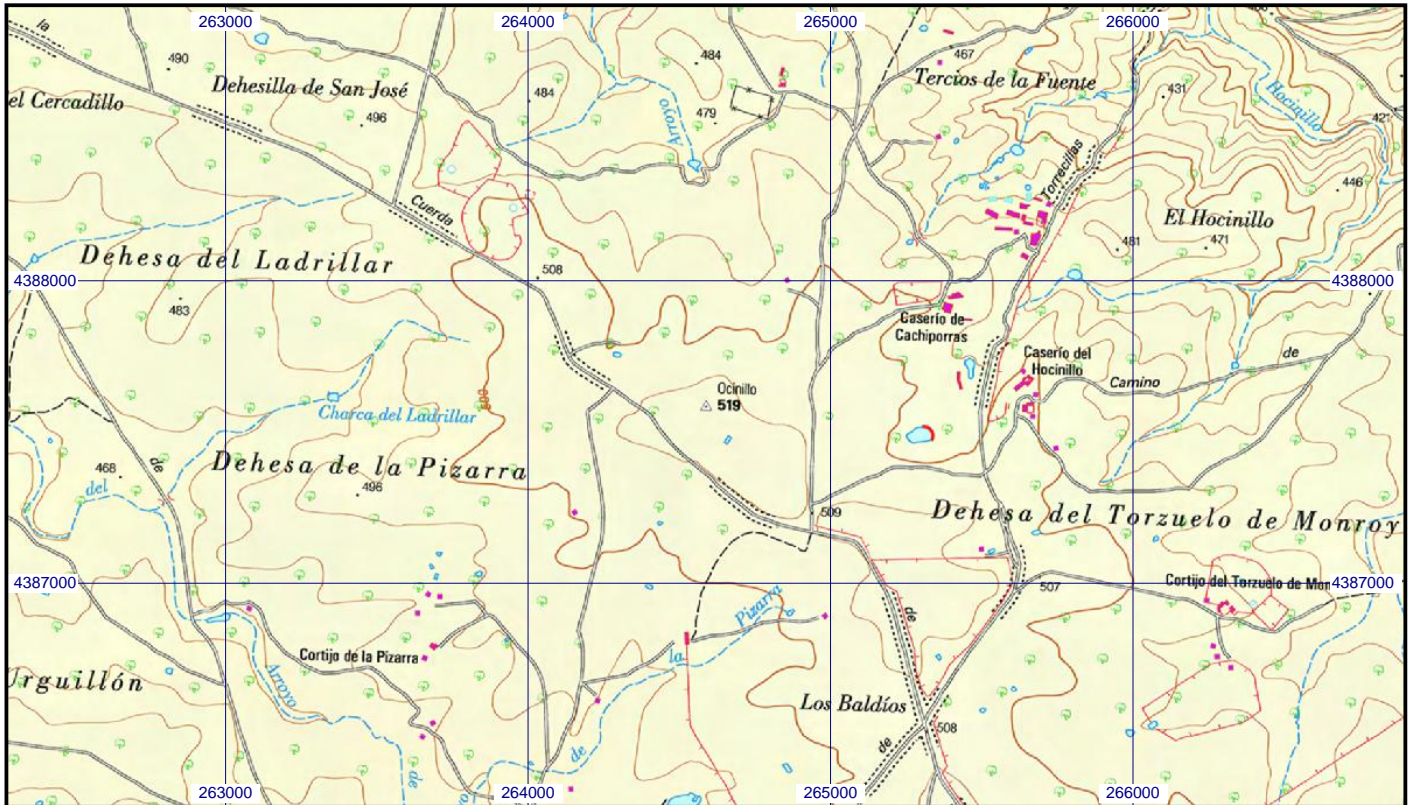 263000
264000
265000
266000
la
490
484
467
Tercios de la Fuente
Dehesilla de San José
el Cercadillo
484
479
496
431
Hocinillo
421
Arroyo
Torrecillas
446
Cuerda
El Hocinillo
481
471
Dehesa del Ladrillar
508
4388000
4388000
483
Caserío de
Cachiporras
Caserío del
Hocinillo
de
Camino
500
Ocinillo
519
Charca del Ladrillar
468
de
Dehesa de la Pizarra
496
del
509
Dehesa del Torzuelo de Monroy
4387000
Cortijo del Torzuelo de Mon
4387000
507
Pizarra
de
la
Cortijo de la Pizarra
Urguillón
Arroyo
Los Baldíos
508
de
de
de
263000
264000
265000
266000